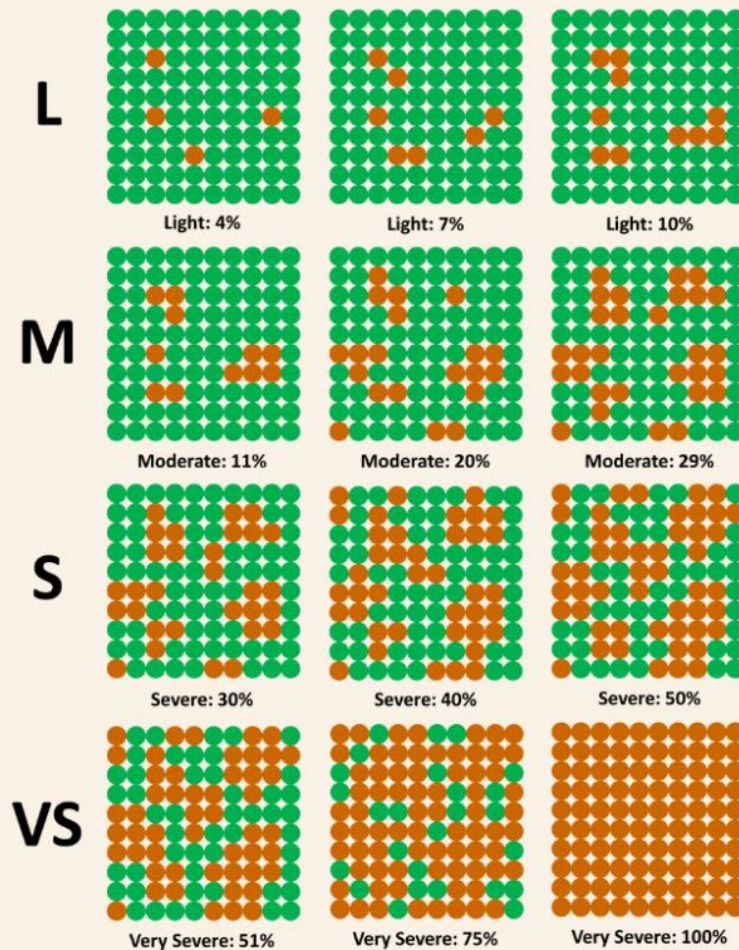 L
Light: 4%
Light: 7%
Light: 10%
M
Moderate: 11%
Moderate: 20%
Moderate: 29%
S
Severe: 30%
Severe: 40%
Severe: 50%
VS
Very Severe: 51%
Very Severe: 75%
Very Severe: 100%